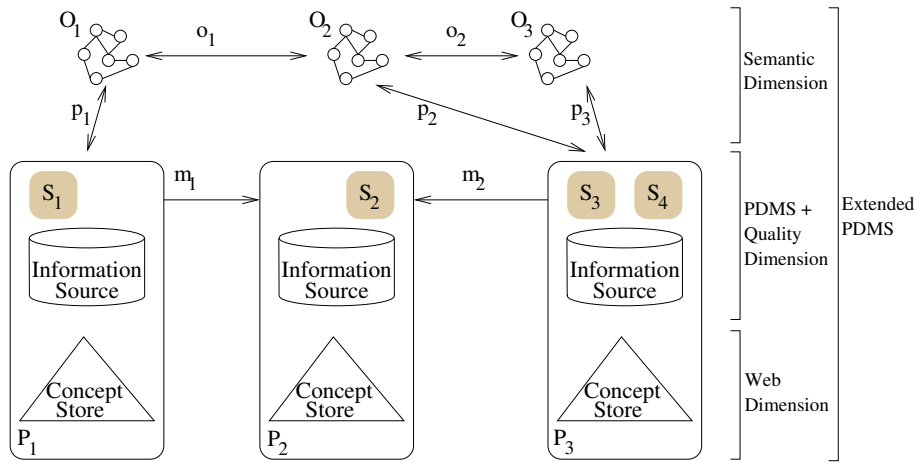 O1 o1 O2 o2 O3
Semantic
Dimension
p1 p2 p3
m1 m2
S1 S2 S3 S4
PDMS +
Quality
Dimension
Extended
PDMS
Information
Source
Information
Source
Information
Source
Concept
Store
Concept
Store
Concept
Store
Web
Dimension
P1 P2 P3